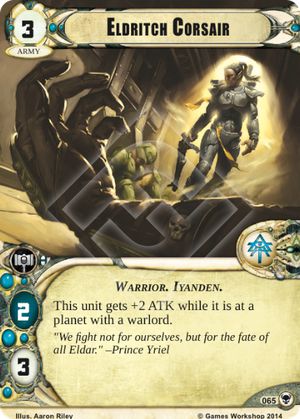 3
ELDRITCH CORSAIR
ARMY
WARRIOR. IYANDEN.
2
This unit gets +2 ATK while it is at a
planet with a warlord.
"We fight not for ourselves, but for the fate of
all Eldar." –Prince Yriel
3
065
Illus. Aaron Riley
© Games Workshop 2014